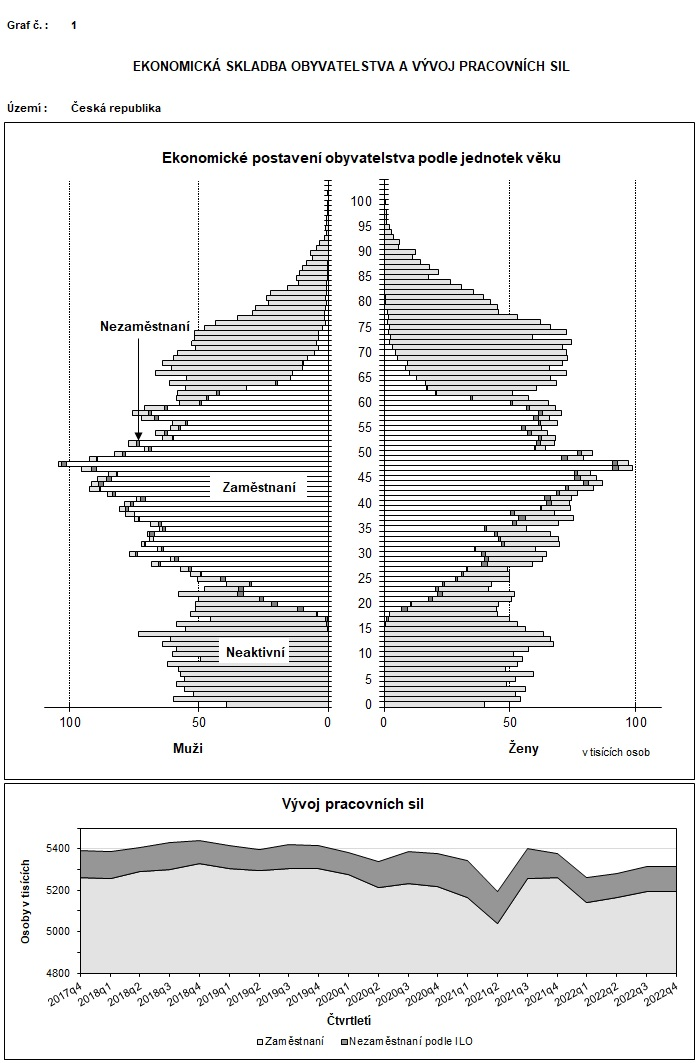 Graf č. : 1
EKONOMICKÁ SKLADBA OBYVATELSTVA A VÝVOJ PRACOVNÍCH SIL
Území : Česká republika
Ekonomické postavení obyvatelstva podle jednotek věku
100
95
90
85
80
75
Nezaměstnaní
70
65
60
55
50
Zaměstnaní
45
40
35
30
25
20
15
Neaktivní
10
5
0
100 50 0 0 50 100
Muži Ženy v tisících osob
Vývoj pracovních sil
Osoby v tisících
5400
5200
5000
4800
2017q4 2018q1 2018q2 2018q3 2018q4 2019q1 2019q2 2019q3 2019q4 2020q1 2020q2 2020q3 2020q4 2021q1 2021q2 2021q3 2021q4 2022q1 2022q2 2022q3 2022q4
Čtvrtletí
Zaměstnaní Nezaměstnaní podle ILO